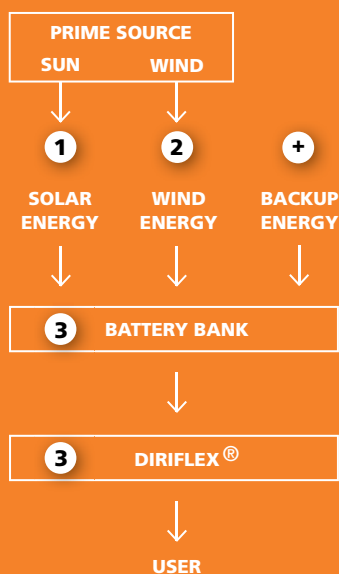 PRIME SOURCE
SUN WIND
1 2 +
SOLAR ENERGY
WIND ENERGY
BACKUP ENERGY
3 BATTERY BANK
3 DIRIFLEX®
USER